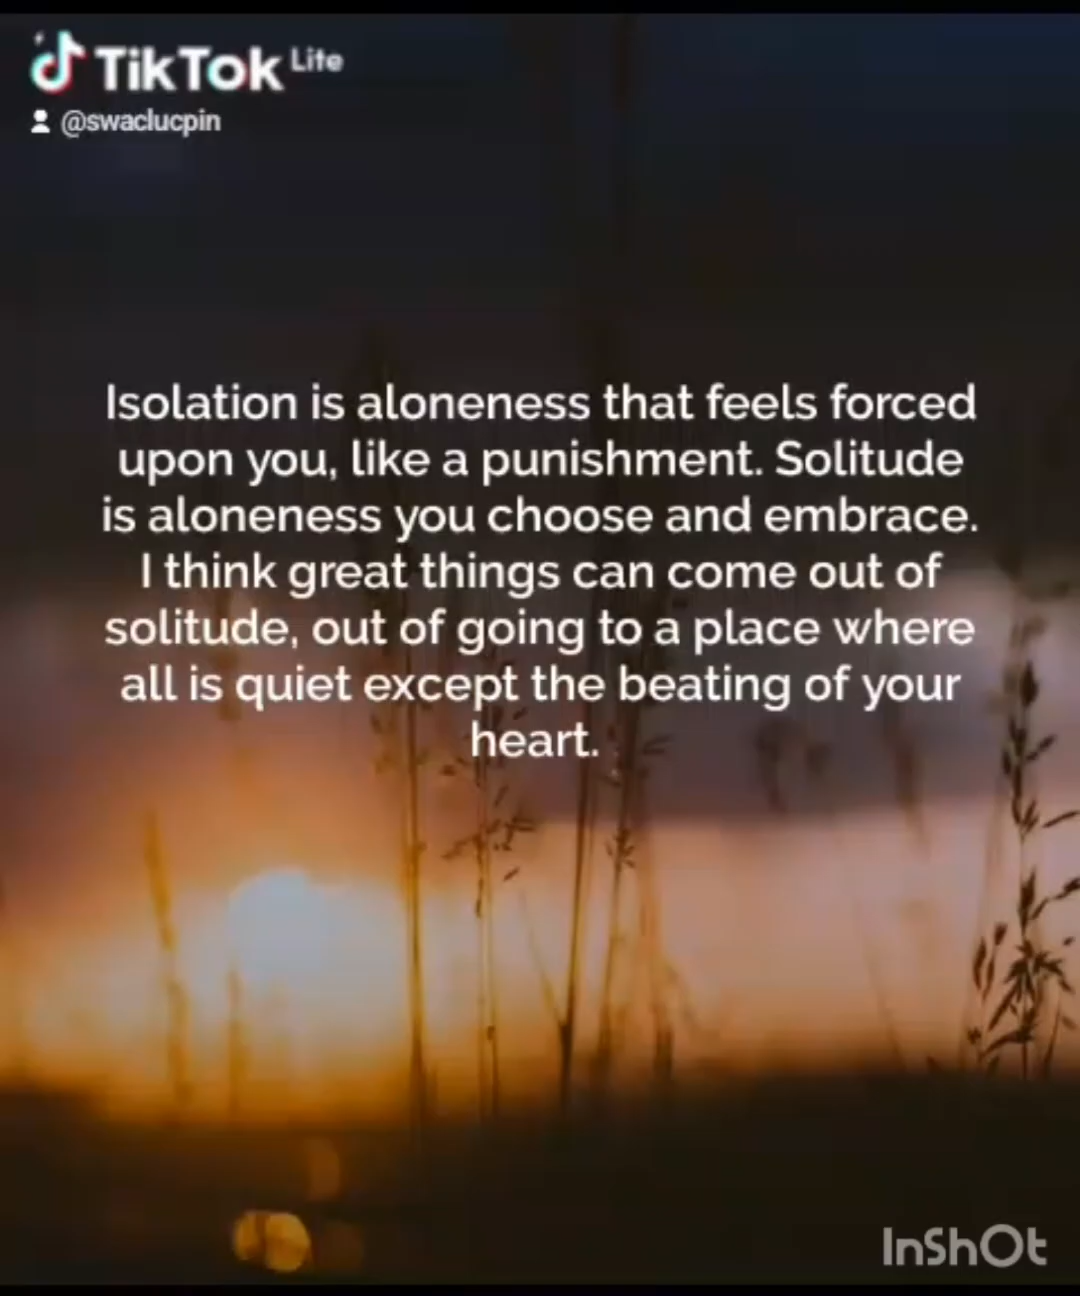 TikTok Lite
@swaclucpin
Isolation is aloneness that feels forced
upon you, like a punishment. Solitude
is aloneness you choose and embrace.
I think great things can come out of
solitude, out of going to a place where
all is quiet except the beating of your
heart.
InShOt